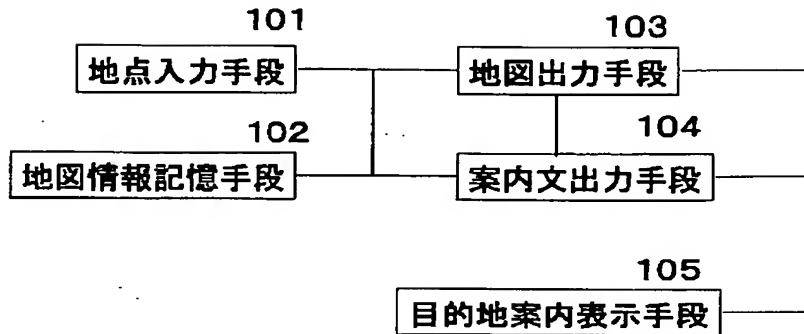 101
地点入力手段
103
地図出力手段
102
地図情報記憶手段
104
案内文出力手段
105
目的地案内表示手段